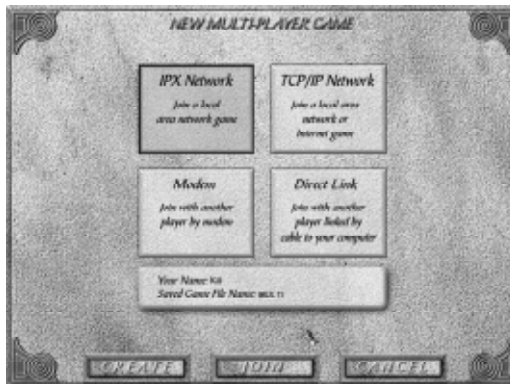 NEW MULTI-PLAYER GAME
IPX Network
Join a local
area network game
TCP/IP Network
Join a local area
network or
Internet game
Modem
Join with another
player by modem
Direct Link
Join with another
player linked by
cable to your computer
Your Name:
Saved Game File Name:
CREATE
JOIN
CANCEL